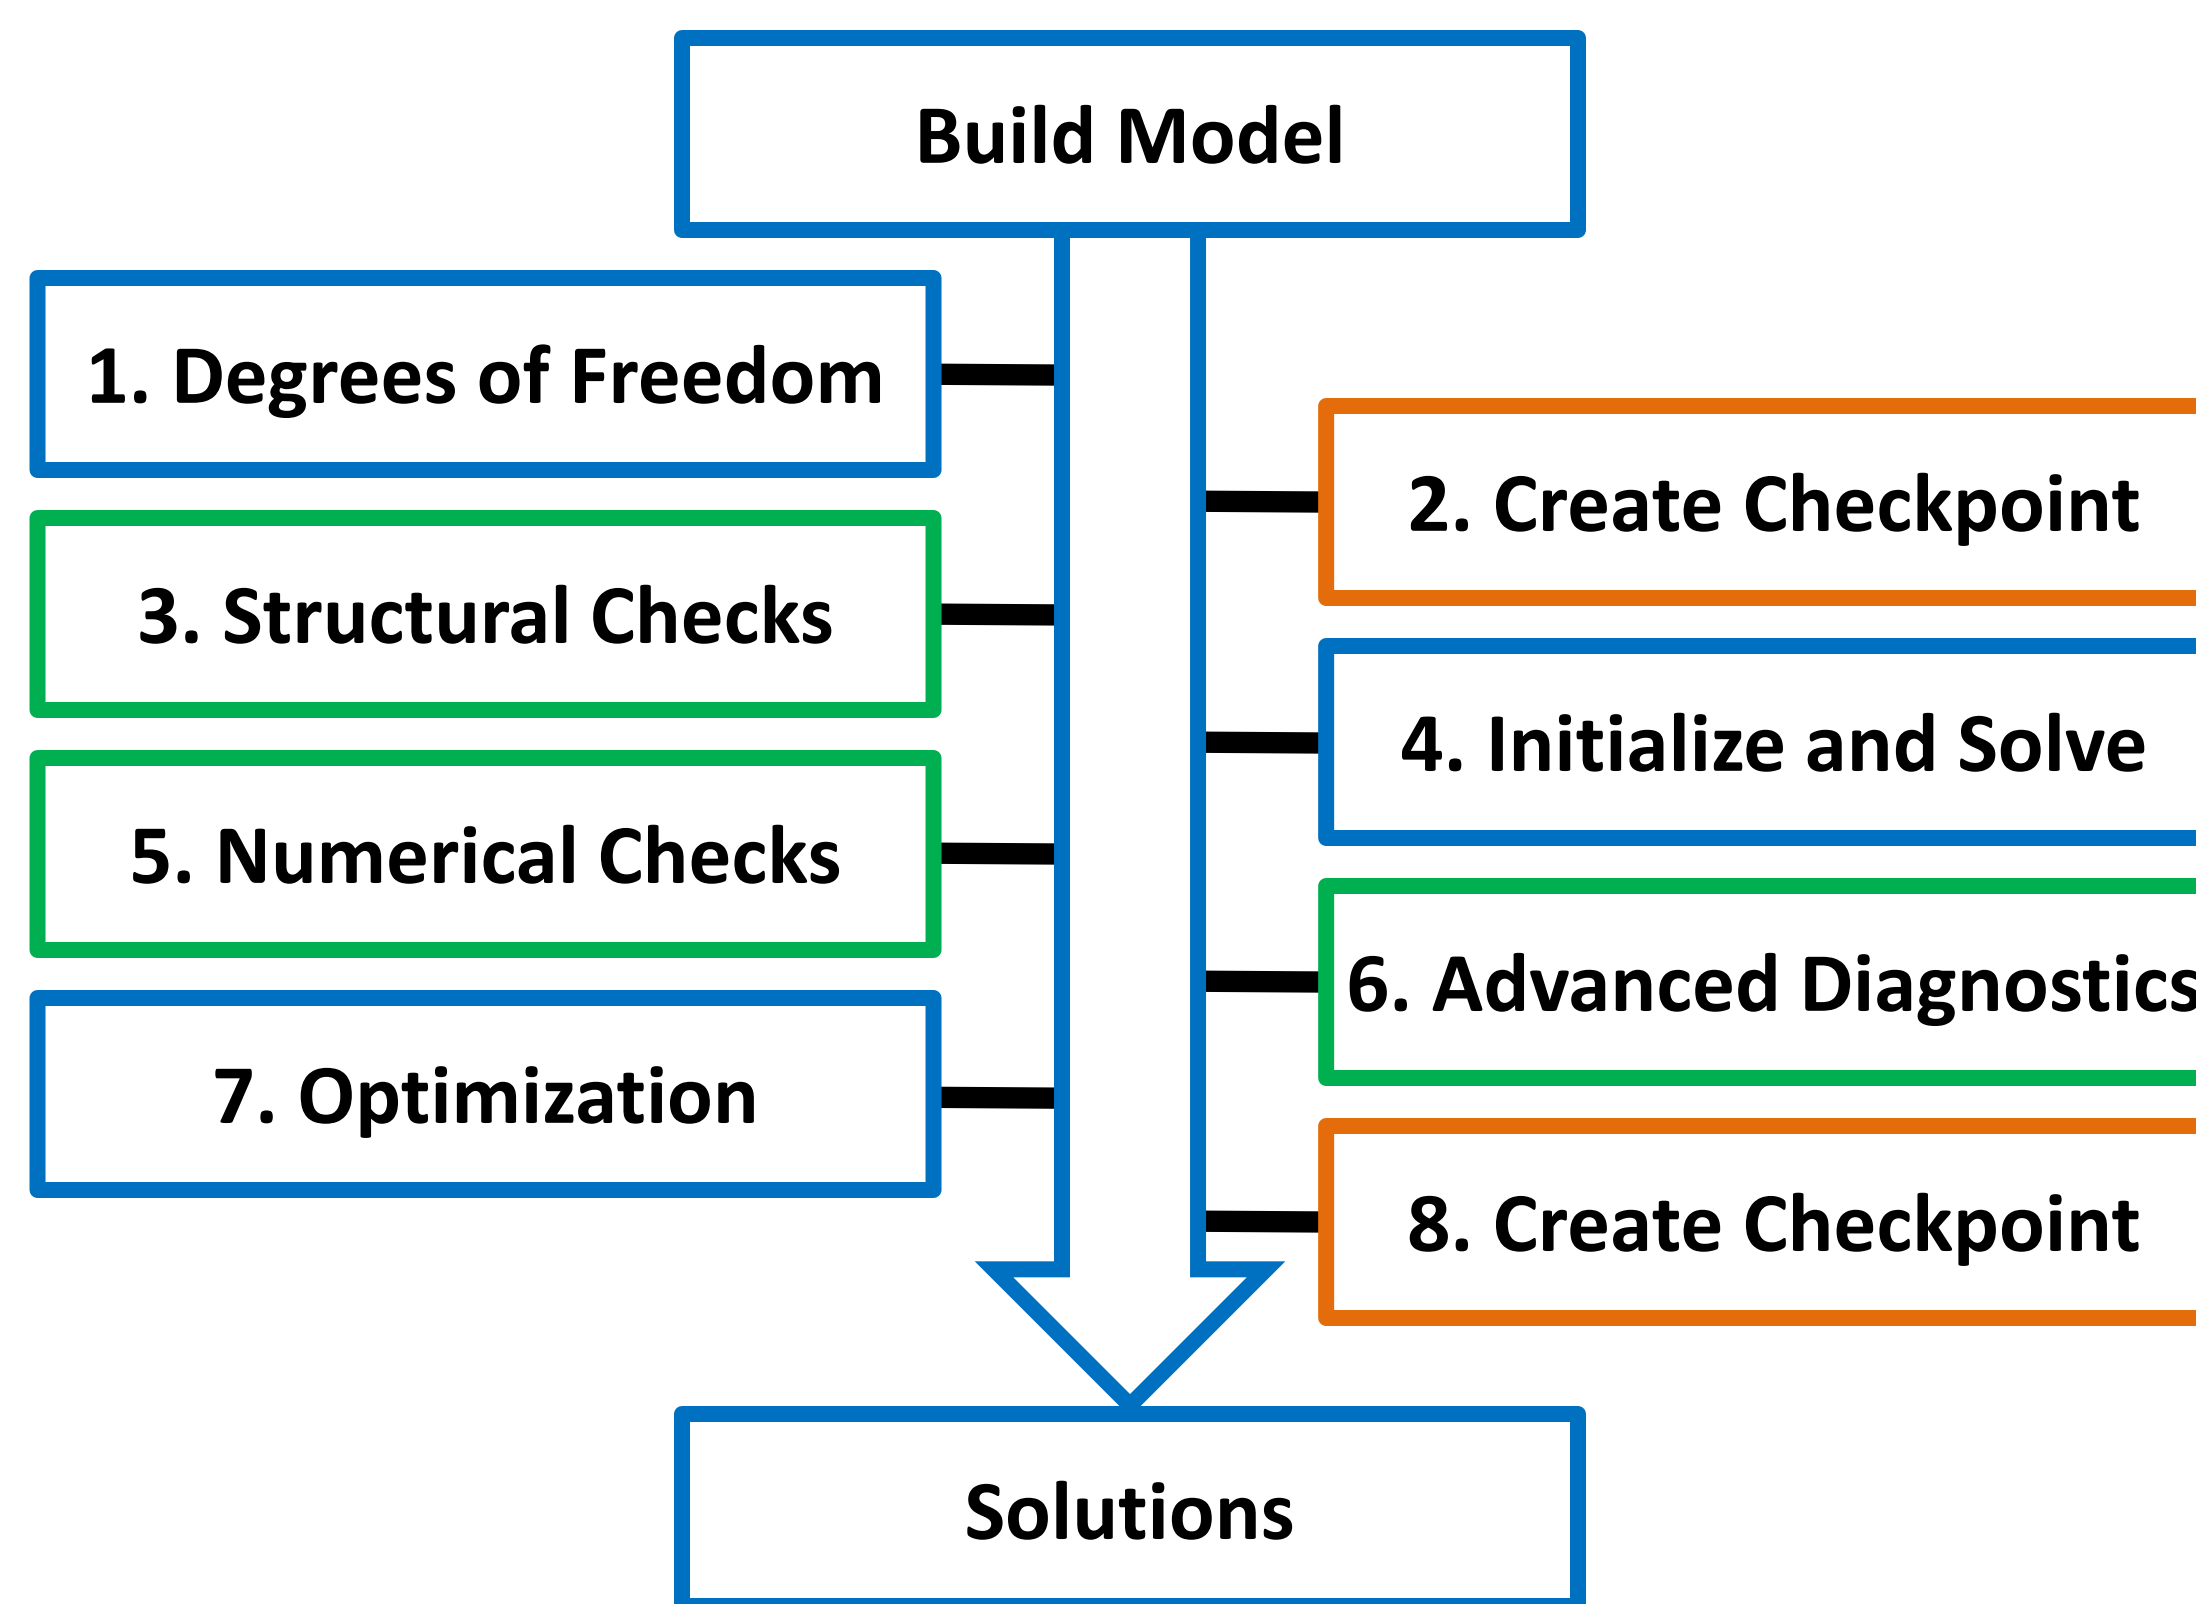 Build Model
1. Degrees of Freedom
2. Create Checkpoint
3. Structural Checks
4. Initialize and Solve
5. Numerical Checks
6. Advanced Diagnostics
7. Optimization
8. Create Checkpoint
Solutions